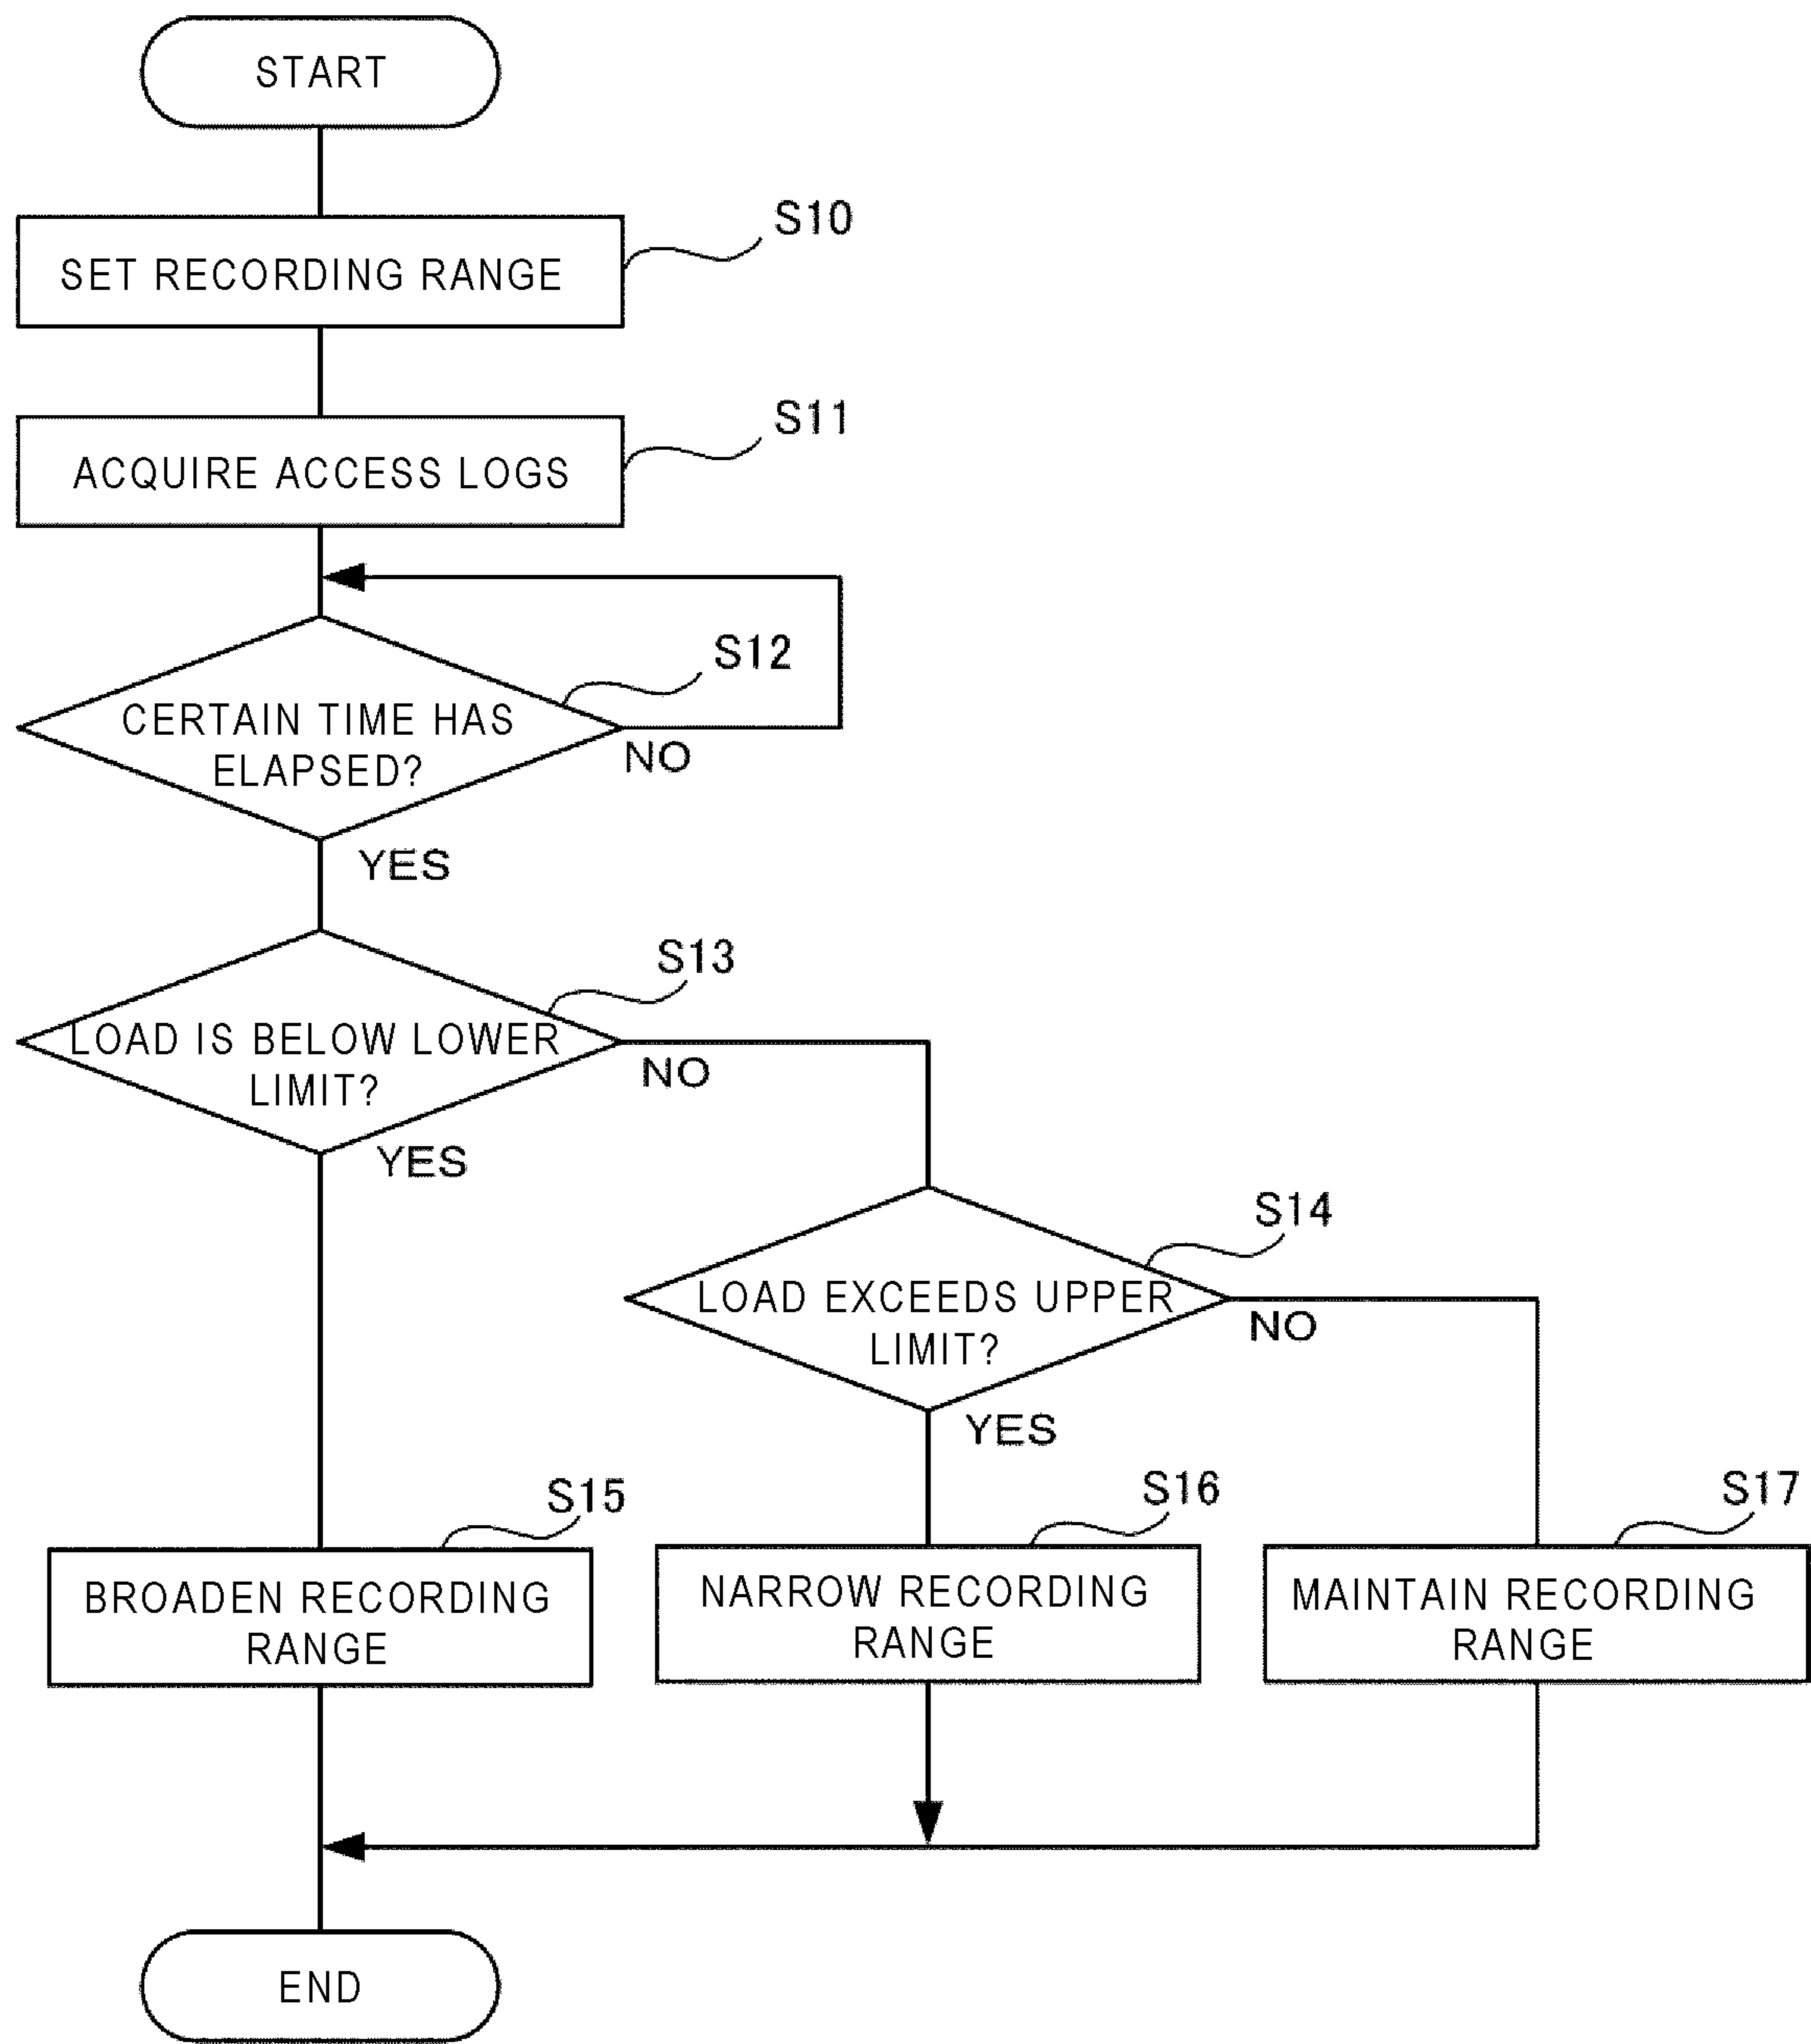 START
S10
SET RECORDING RANGE
S11
ACQUIRE ACCESS LOGS
S12
CERTAIN TIME HAS
ELAPSED?
NO
YES
S13
LOAD IS BELOW LOWER
LIMIT?
NO
YES
S14
LOAD EXCEEDS UPPER
LIMIT?
NO
YES
S15
BROADEN RECORDING
RANGE
S16
NARROW RECORDING
RANGE
S17
MAINTAIN RECORDING
RANGE
END